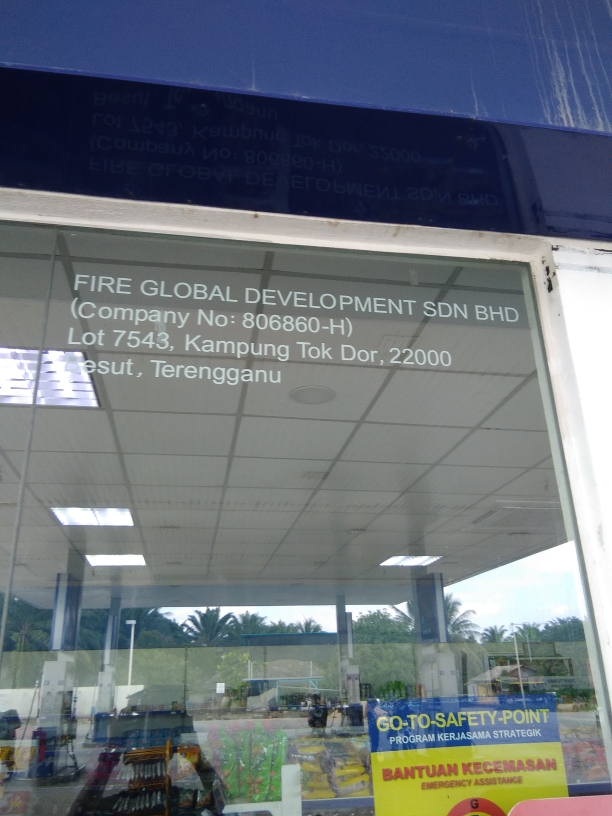 FIRE GLOBAL DEVELOPMENT SDN BHD
(Company No: 806860-H)
Lot 7543, Kampung Tok Dor, 22000
esut, Terengganu
GO-TO-SAFETY-POINT
PROGRAM KERJASAMA STRATEGIK
BANTUAN KECEMASAN
EMERGENCY ASSISTANCE
G